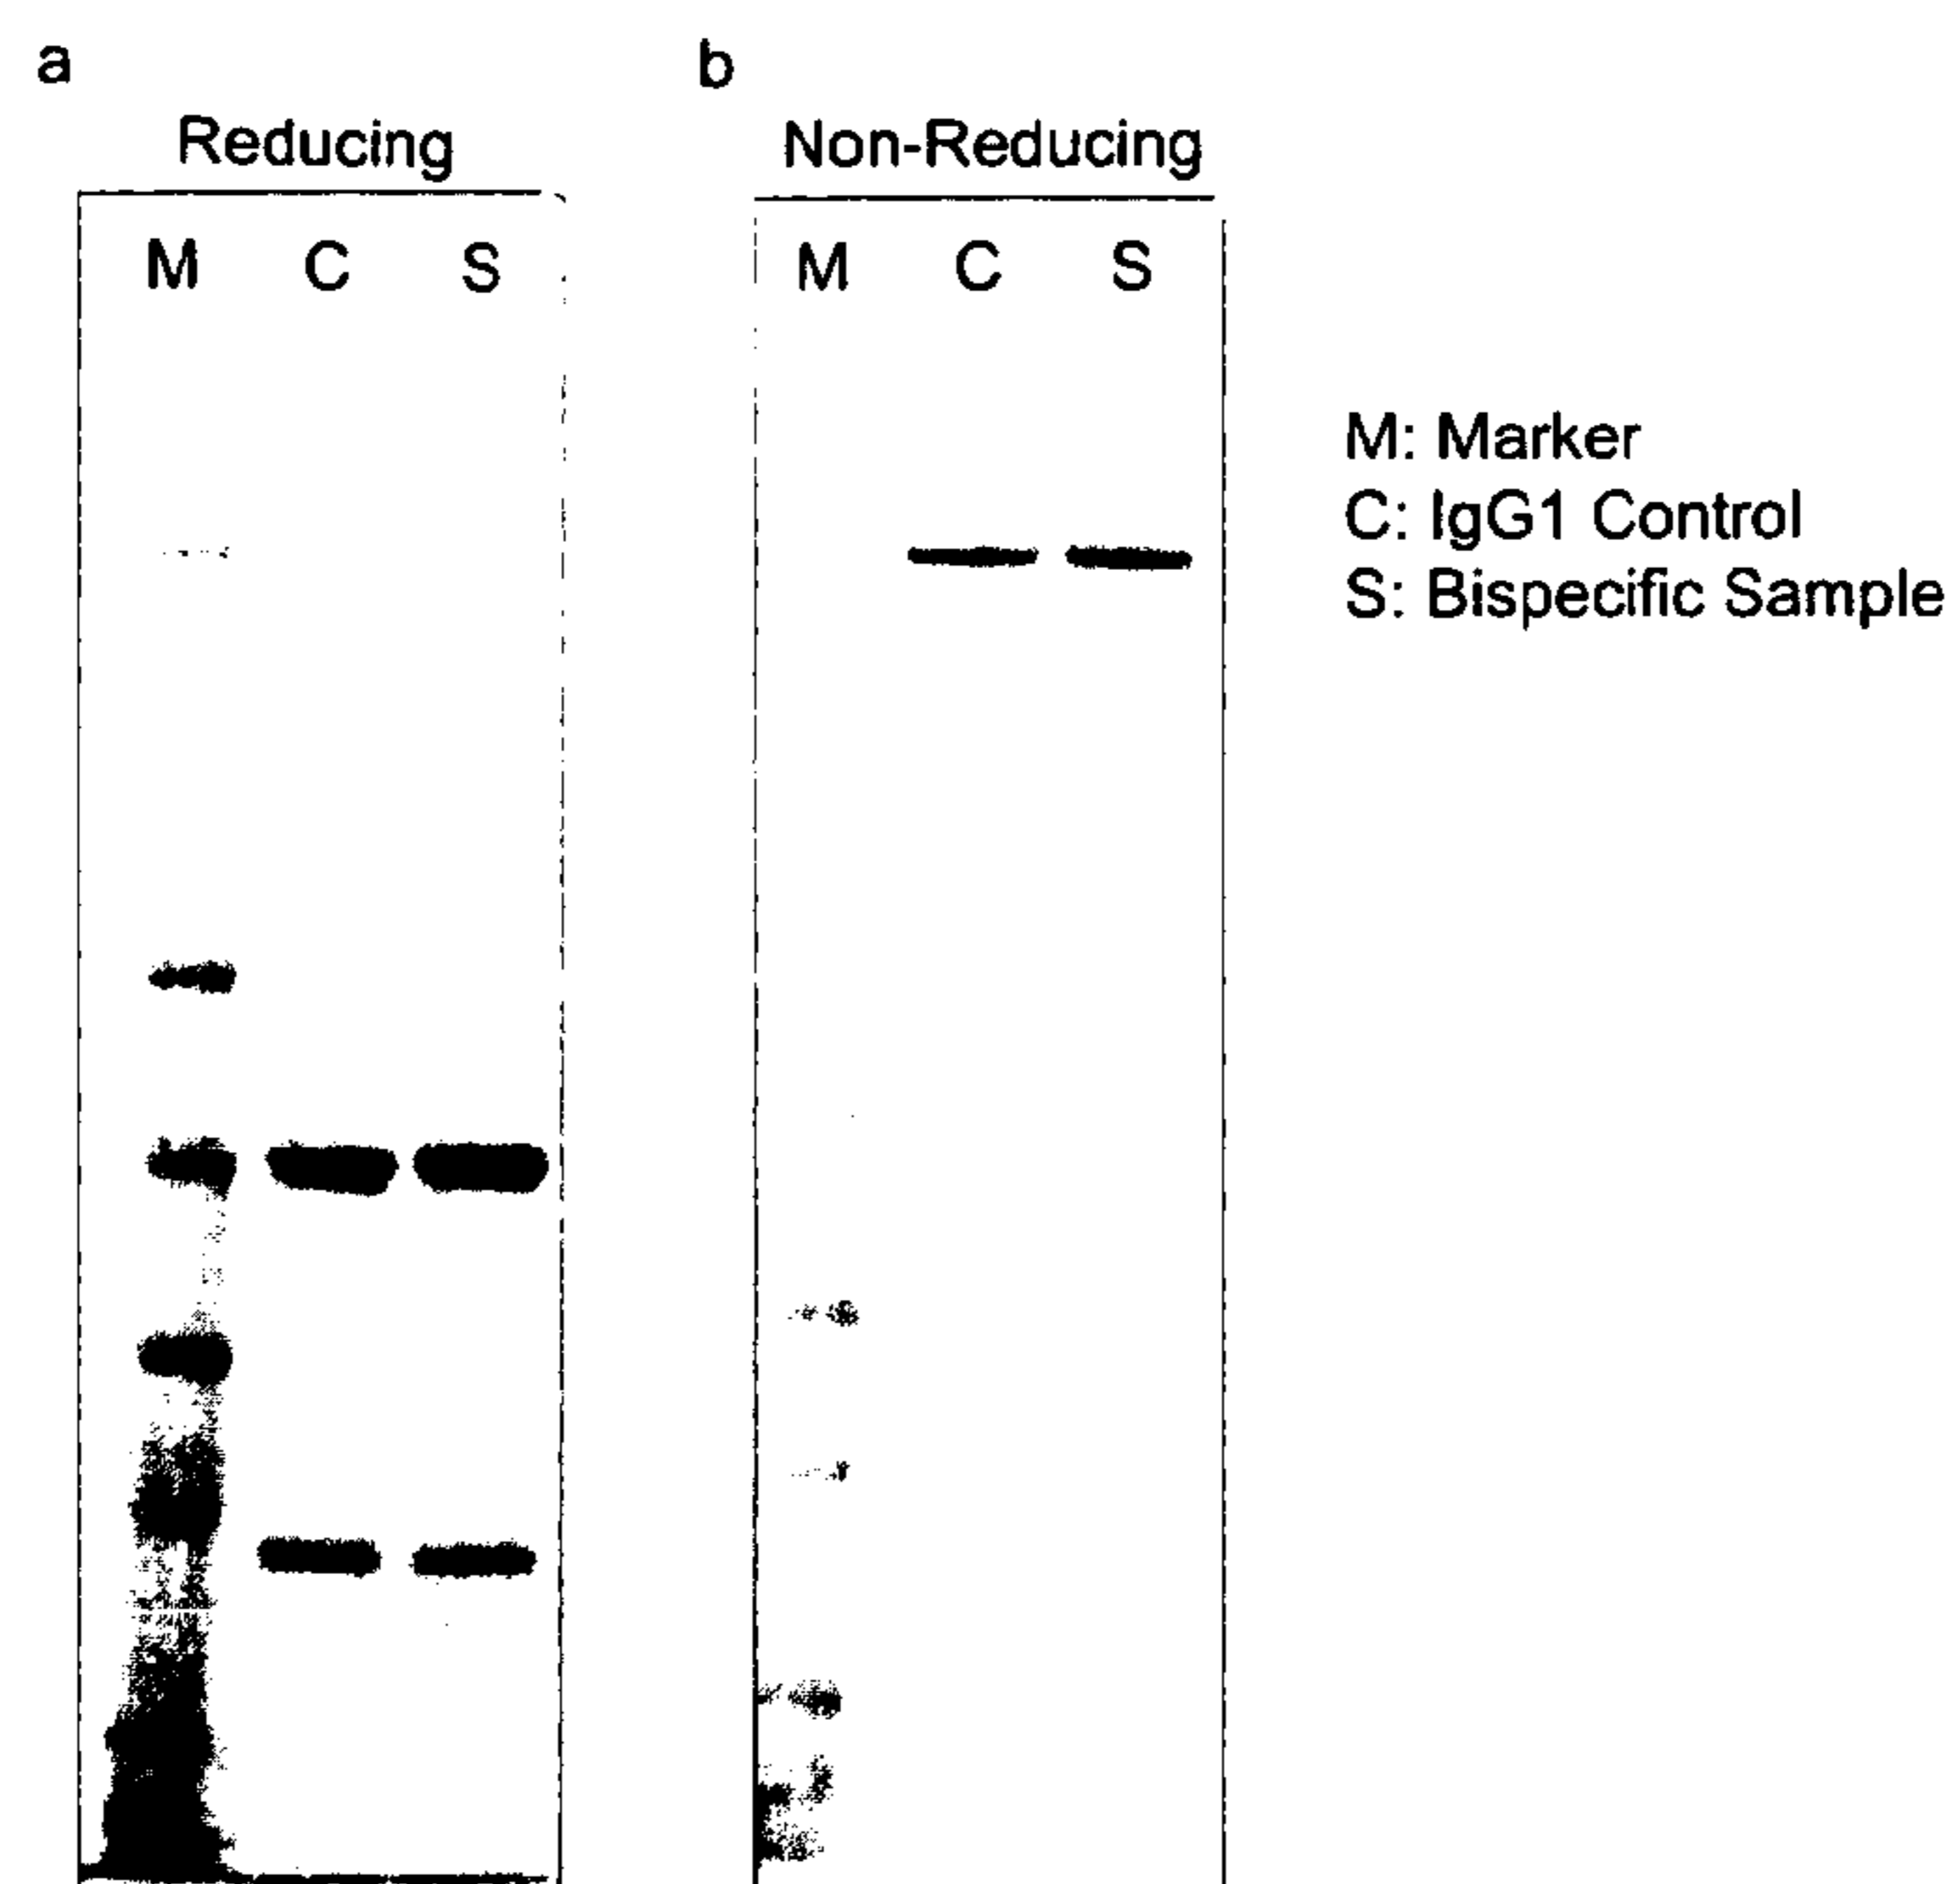 a
Reducing
M C S
b
Non-Reducing
M C S
M: Marker
C: IgG1 Control
S: Bispecific Sample